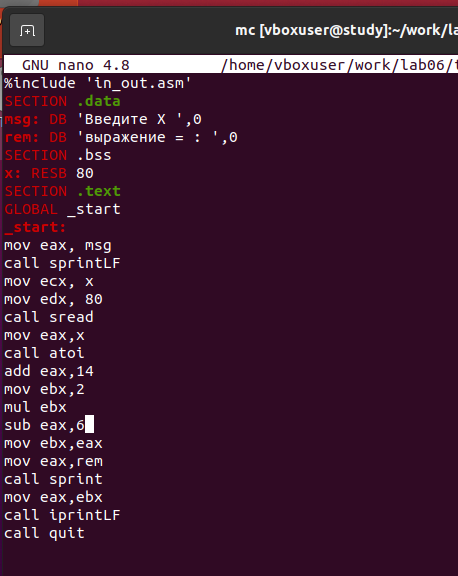 mc [vboxuser@study]:~/work/la
GNU nano 4.8 /home/vboxuser/work/lab06/
%include 'in_out.asm'
SECTION .data
msg: DB 'Введите X ',0
rem: DB 'выражение = : ',0
SECTION .bss
x: RESB 80
SECTION .text
GLOBAL _start
_start:
mov eax, msg
call sprintLF
mov ecx, x
mov edx, 80
call sread
mov eax,x
call atoi
add eax,14
mov ebx,2
mul ebx
sub eax,6
mov ebx,eax
mov eax,rem
call sprint
mov eax,ebx
call iprintLF
call quit